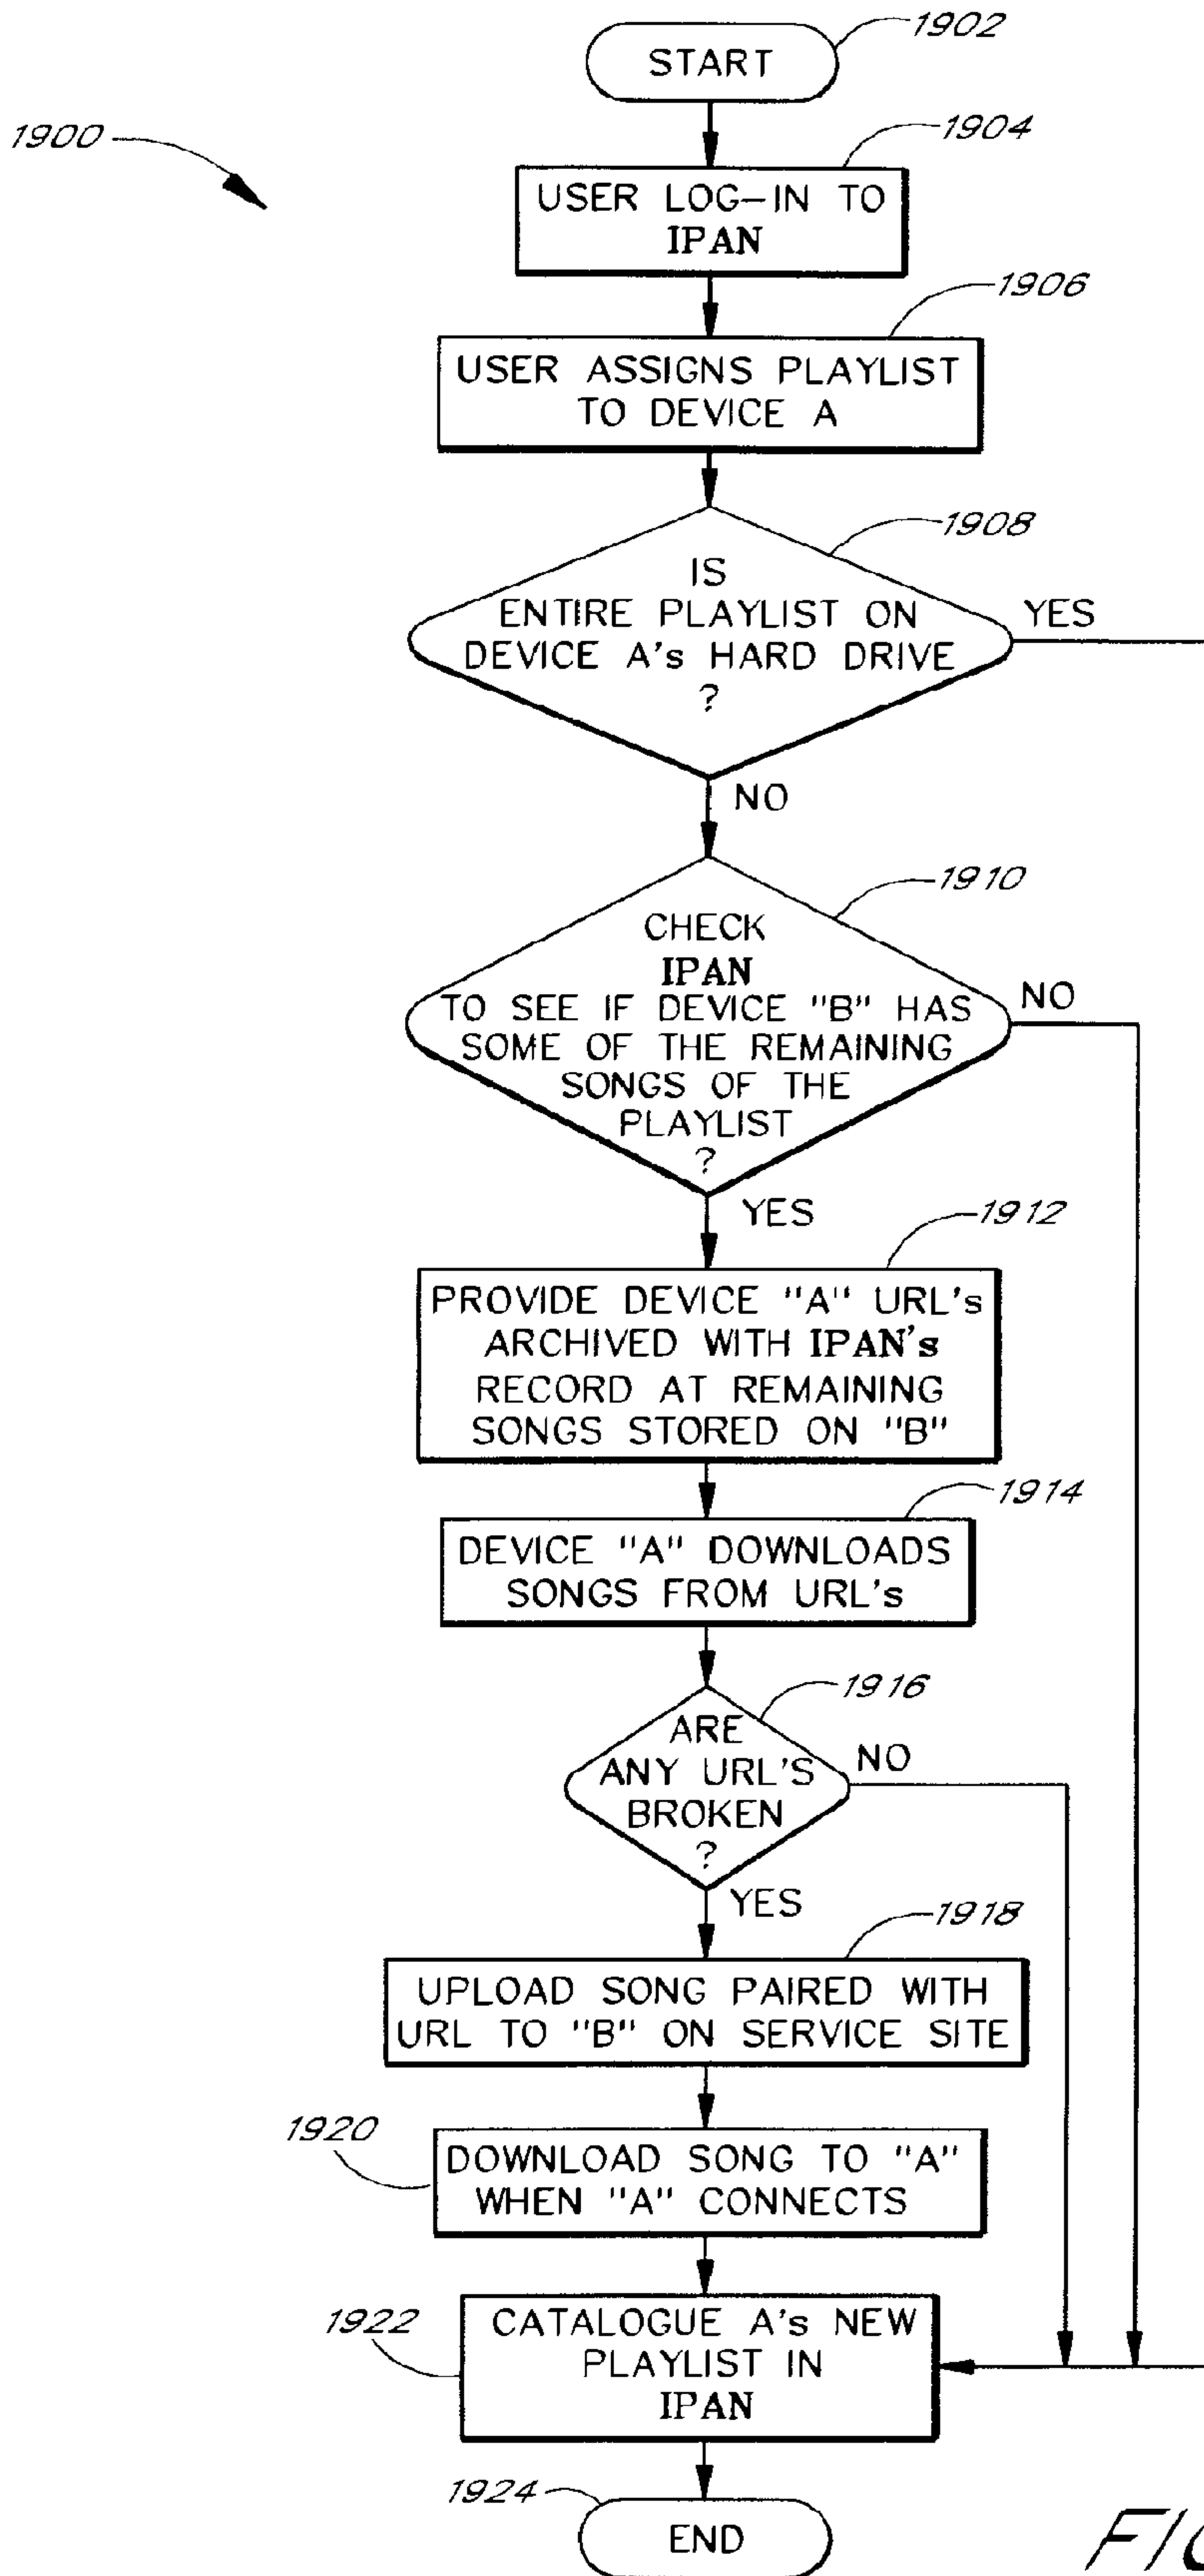 1902
START
1900
1904
USER LOG-IN TO
IPAN
1906
USER ASSIGNS PLAYLIST
TO DEVICE A
1908
IS
ENTIRE PLAYLIST ON
DEVICE A's HARD DRIVE
?
YES
NO
1910
CHECK
IPAN
TO SEE IF DEVICE "B" HAS
SOME OF THE REMAINING
SONGS OF THE
PLAYLIST
?
NO
YES
1912
PROVIDE DEVICE "A" URL's
ARCHIVED WITH IPAN's
RECORD AT REMAINING
SONGS STORED ON "B"
1914
DEVICE "A" DOWNLOADS
SONGS FROM URL's
1916
ARE
ANY URL'S
BROKEN
?
NO
YES
1918
UPLOAD SONG PAIRED WITH
URL TO "B" ON SERVICE SITE
1920
DOWNLOAD SONG TO "A"
WHEN "A" CONNECTS
1922
CATALOGUE A's NEW
PLAYLIST IN
IPAN
1924
END